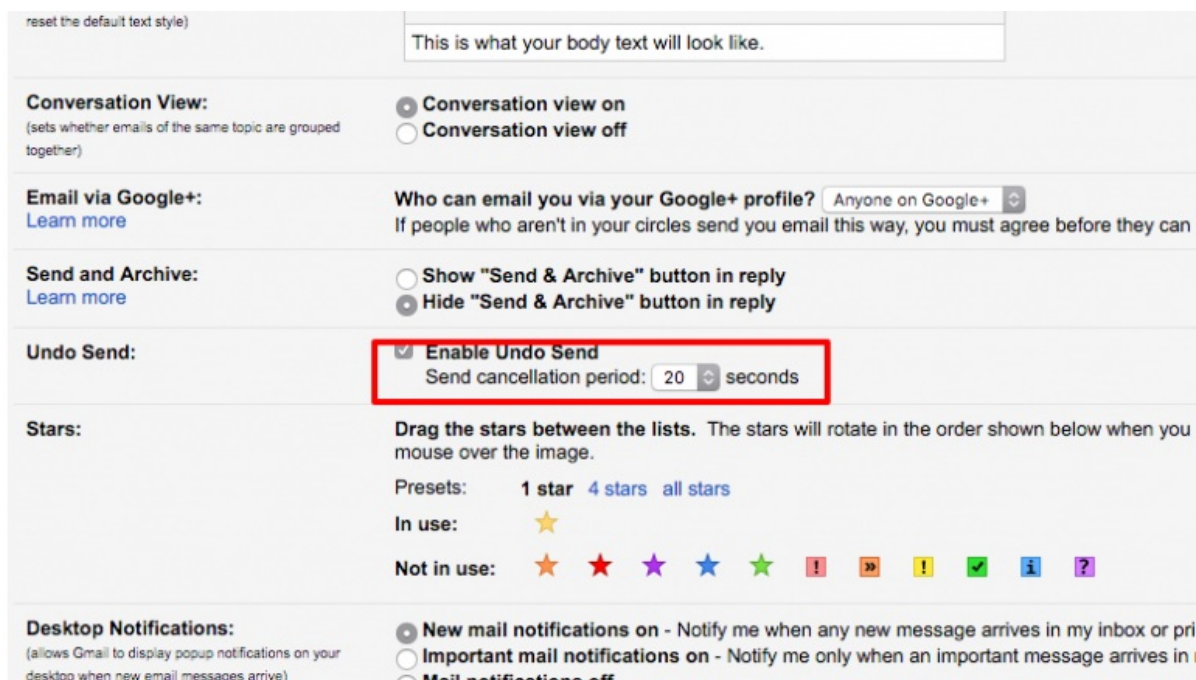 reset the default text style)
This is what your body text will look like.
Conversation View:
(sets whether emails of the same topic are grouped
together)
Conversation view on
Conversation view off
Email via Google+:
Learn more
Who can email you via your Google+ profile? Anyone on Google+
If people who aren't in your circles send you email this way, you must agree before they can
Send and Archive:
Learn more
Show "Send & Archive" button in reply
Hide "Send & Archive" button in reply
Undo Send:
Enable Undo Send
Send cancellation period: 20 seconds
Stars:
Drag the stars between the lists. The stars will rotate in the order shown below when you
mouse over the image.
Presets: 1 star 4 stars all stars
In use:
Not in use: ! » ! ✓ i ?
Desktop Notifications:
(allows Gmail to display popup notifications on your
desktop when new email messages arrive)
New mail notifications on - Notify me when any new message arrives in my inbox or pri
Important mail notifications on - Notify me only when an important message arrives in
Mail notifications off